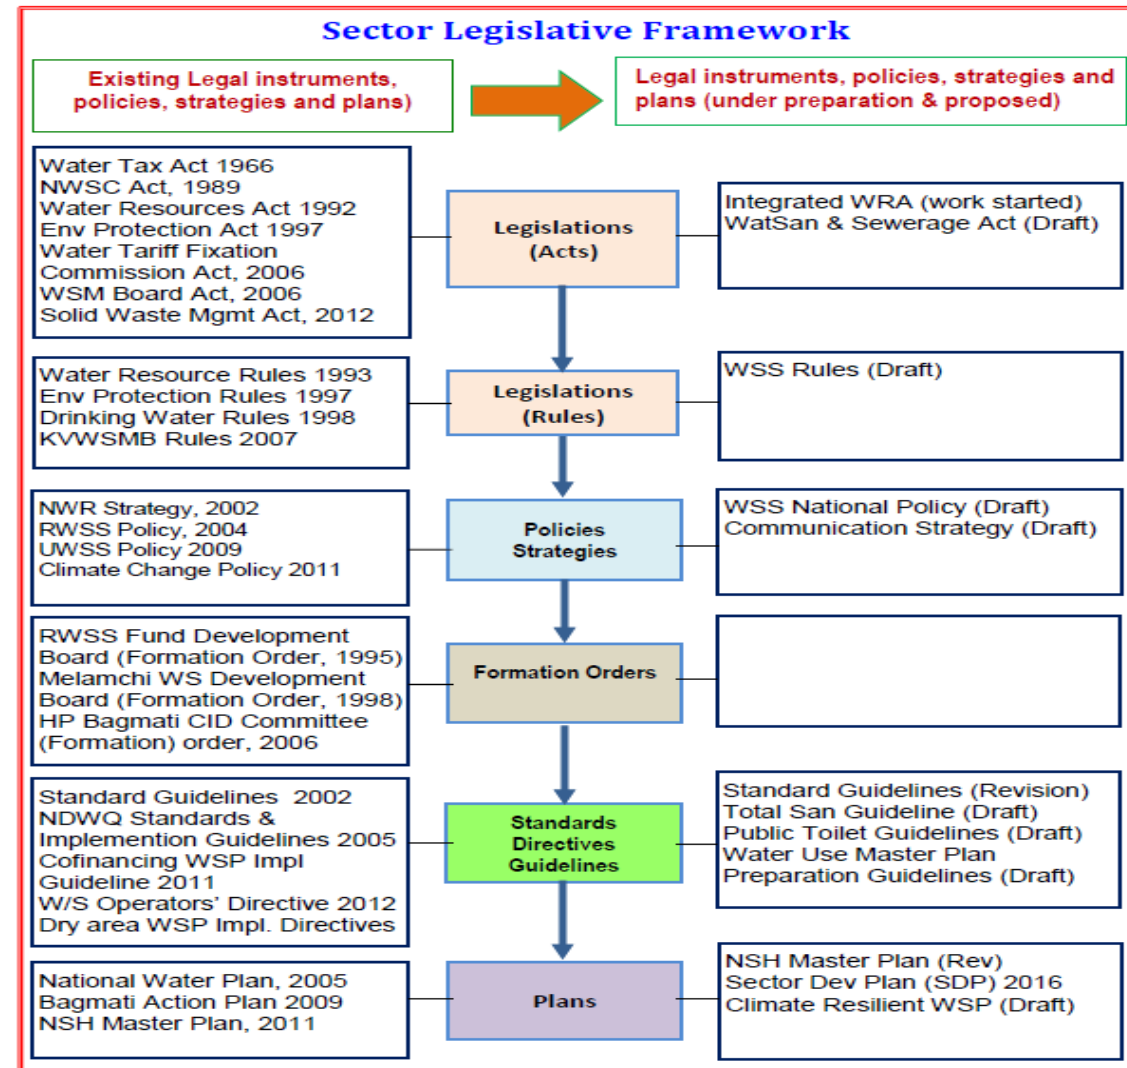 Sector Legislative Framework
Existing Legal instruments,
policies, strategies and plans)
Legal instruments, policies, strategies and
plans (under preparation & proposed)
Water Tax Act 1966
NWSC Act, 1989
Water Resources Act 1992
Env Protection Act 1997
Water Tariff Fixation
Commission Act, 2006
WSM Board Act, 2006
Solid Waste Mgmt Act, 2012
Legislations
(Acts)
Integrated WRA (work started)
WatSan & Sewerage Act (Draft)
Water Resource Rules 1993
Env Protection Rules 1997
Drinking Water Rules 1998
KVWSMB Rules 2007
Legislations
(Rules)
WSS Rules (Draft)
NWR Strategy, 2002
RWSS Policy, 2004
UWSS Policy 2009
Climate Change Policy 2011
Policies
Strategies
WSS National Policy (Draft)
Communication Strategy (Draft)
RWSS Fund Development
Board (Formation Order, 1995)
Melamchi WS Development
Board (Formation Order, 1998)
HP Bagmati CID Committee
(Formation) order, 2006
Formation Orders
Standard Guidelines 2002
NDWQ Standards &
Implemention Guidelines 2005
Cofinancing WSP Impl
Guideline 2011
W/S Operators' Directive 2012
Dry area WSP Impl. Directives
Standards
Directives
Guidelines
Standard Guidelines (Revision)
Total San Guideline (Draft)
Public Toilet Guidelines (Draft)
Water Use Master Plan
Preparation Guidelines (Draft)
National Water Plan, 2005
Bagmati Action Plan 2009
NSH Master Plan, 2011
Plans
NSH Master Plan (Rev)
Sector Dev Plan (SDP) 2016
Climate Resilient WSP (Draft)